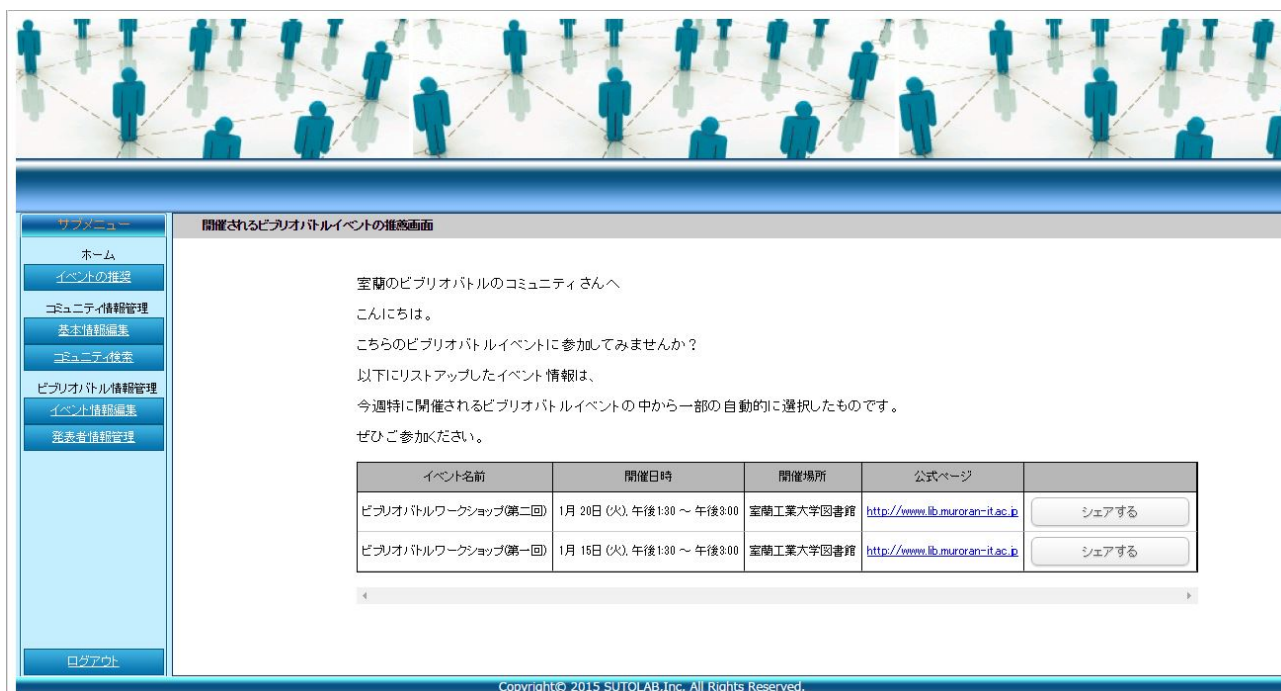 サブメニュー
ホーム
イベントの推奨
コミュニティ情報管理
基本情報編集
コミュニティ検索
ビブリオバトル情報管理
イベント情報編集
発表者情報管理
ログアウト
開催されるビブリオバトルイベントの推薦画面
室蘭のビブリオバトルのコミュニティさんへ
こんにちは。
こちらのビブリオバトルイベントに参加してみませんか？
以下にリストアップしたイベント情報は、
今週特に開催されるビブリオバトルイベントの中から一部の自動的に選択したものです。
ぜひご参加ください。
イベント名前 開催日時 開催場所 公式ページ
ビブリオバトルワークショップ(第二回) 1月 20日 (火), 午後1:30 ～ 午後3:00 室蘭工業大学図書館 http://www.lib.muroran-it.ac.jp シェアする
ビブリオバトルワークショップ(第一回) 1月 15日 (火), 午後1:30 ～ 午後3:00 室蘭工業大学図書館 http://www.lib.muroran-it.ac.jp シェアする
Copyright© 2015 SUTOLAB,Inc. All Rights Reserved.